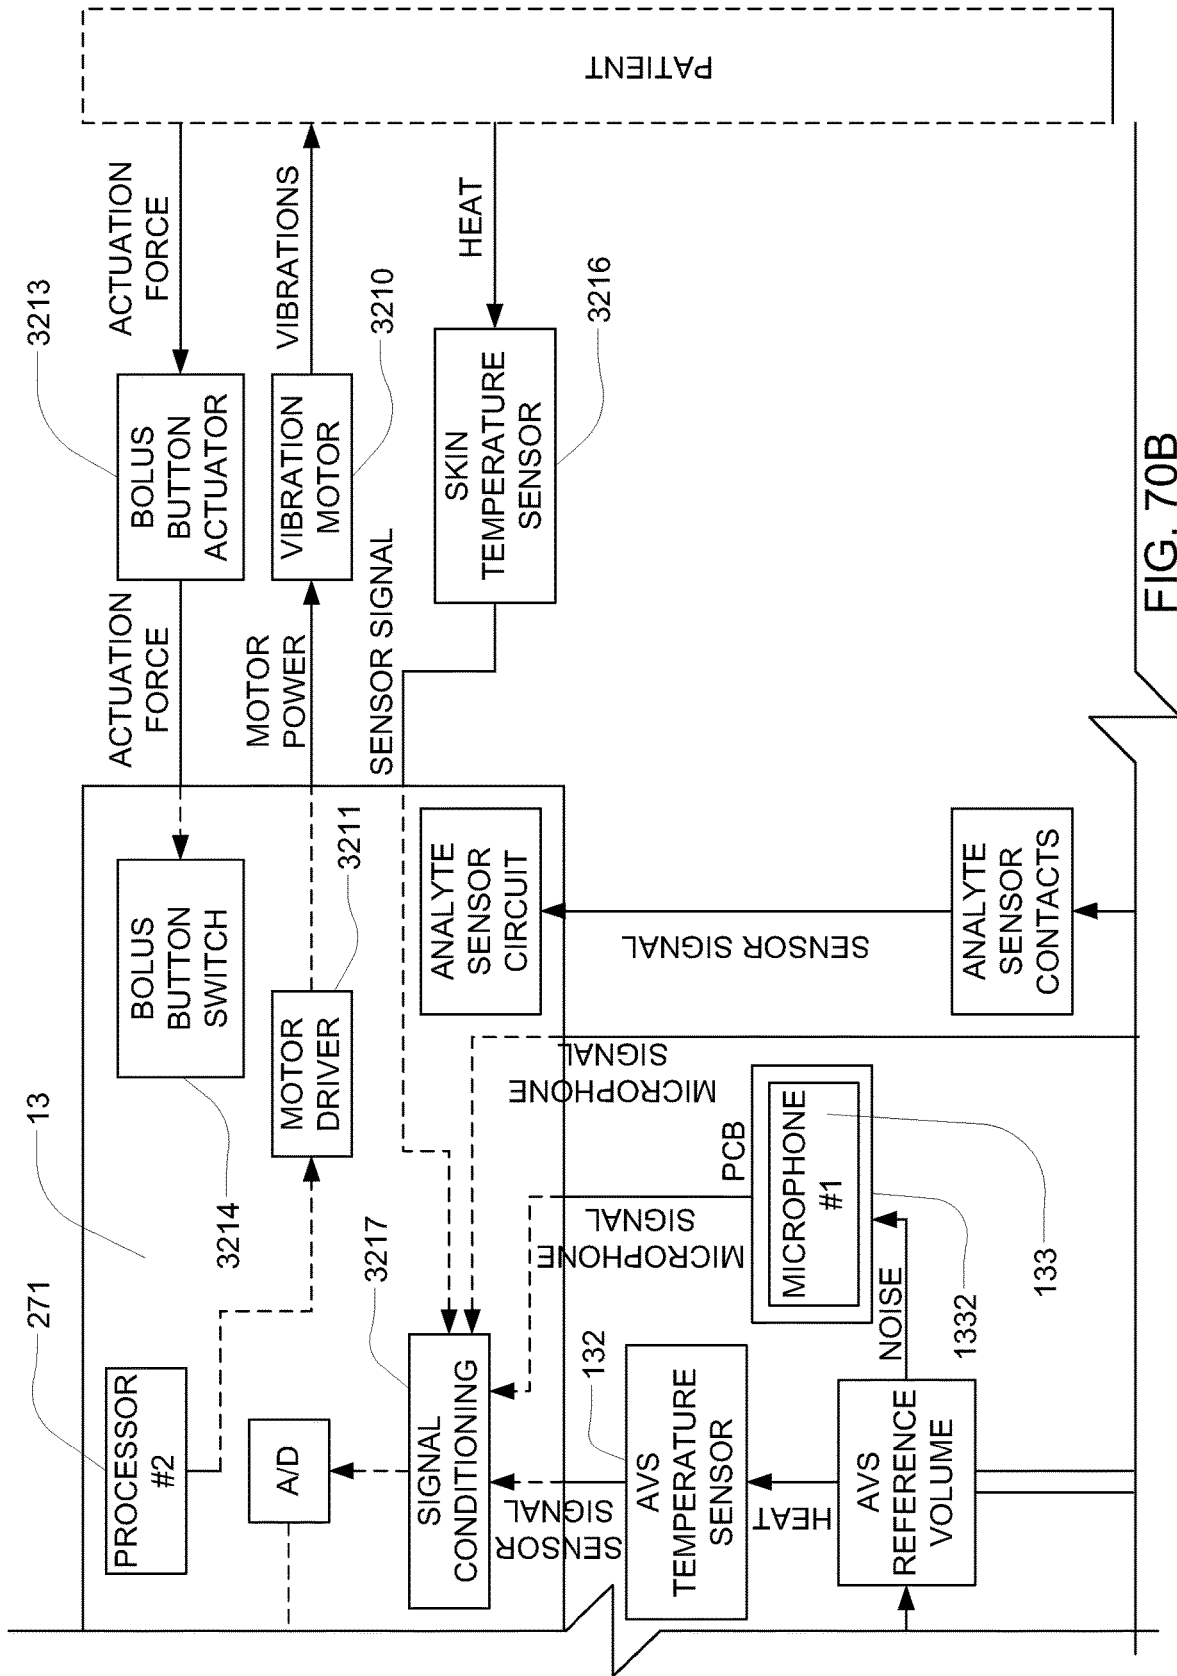 3213
ACTUATION
FORCE
BOLUS
BUTTON
ACTUATOR
ACTUATION
FORCE
VIBRATIONS
3210
VIBRATION
MOTOR
MOTOR
POWER
HEAT
3216
SKIN
TEMPERATURE
SENSOR
SENSOR SIGNAL
PATIENT
13
271
PROCESSOR
#2
BOLUS
BUTTON
SWITCH
3214
MOTOR
DRIVER
3211
A/D
3217
SIGNAL
CONDITIONING
ANALYTE
SENSOR
CIRCUIT
SENSOR SIGNAL
ANALYTE
SENSOR
CONTACTS
MICROPHONE
SIGNAL
MICROPHONE
SIGNAL
PCB
MICROPHONE
#1
133
1332
NOISE
SENSOR
SIGNAL
132
AVS
TEMPERATURE
SENSOR
HEAT
AVS
REFERENCE
VOLUME
FIG. 70B